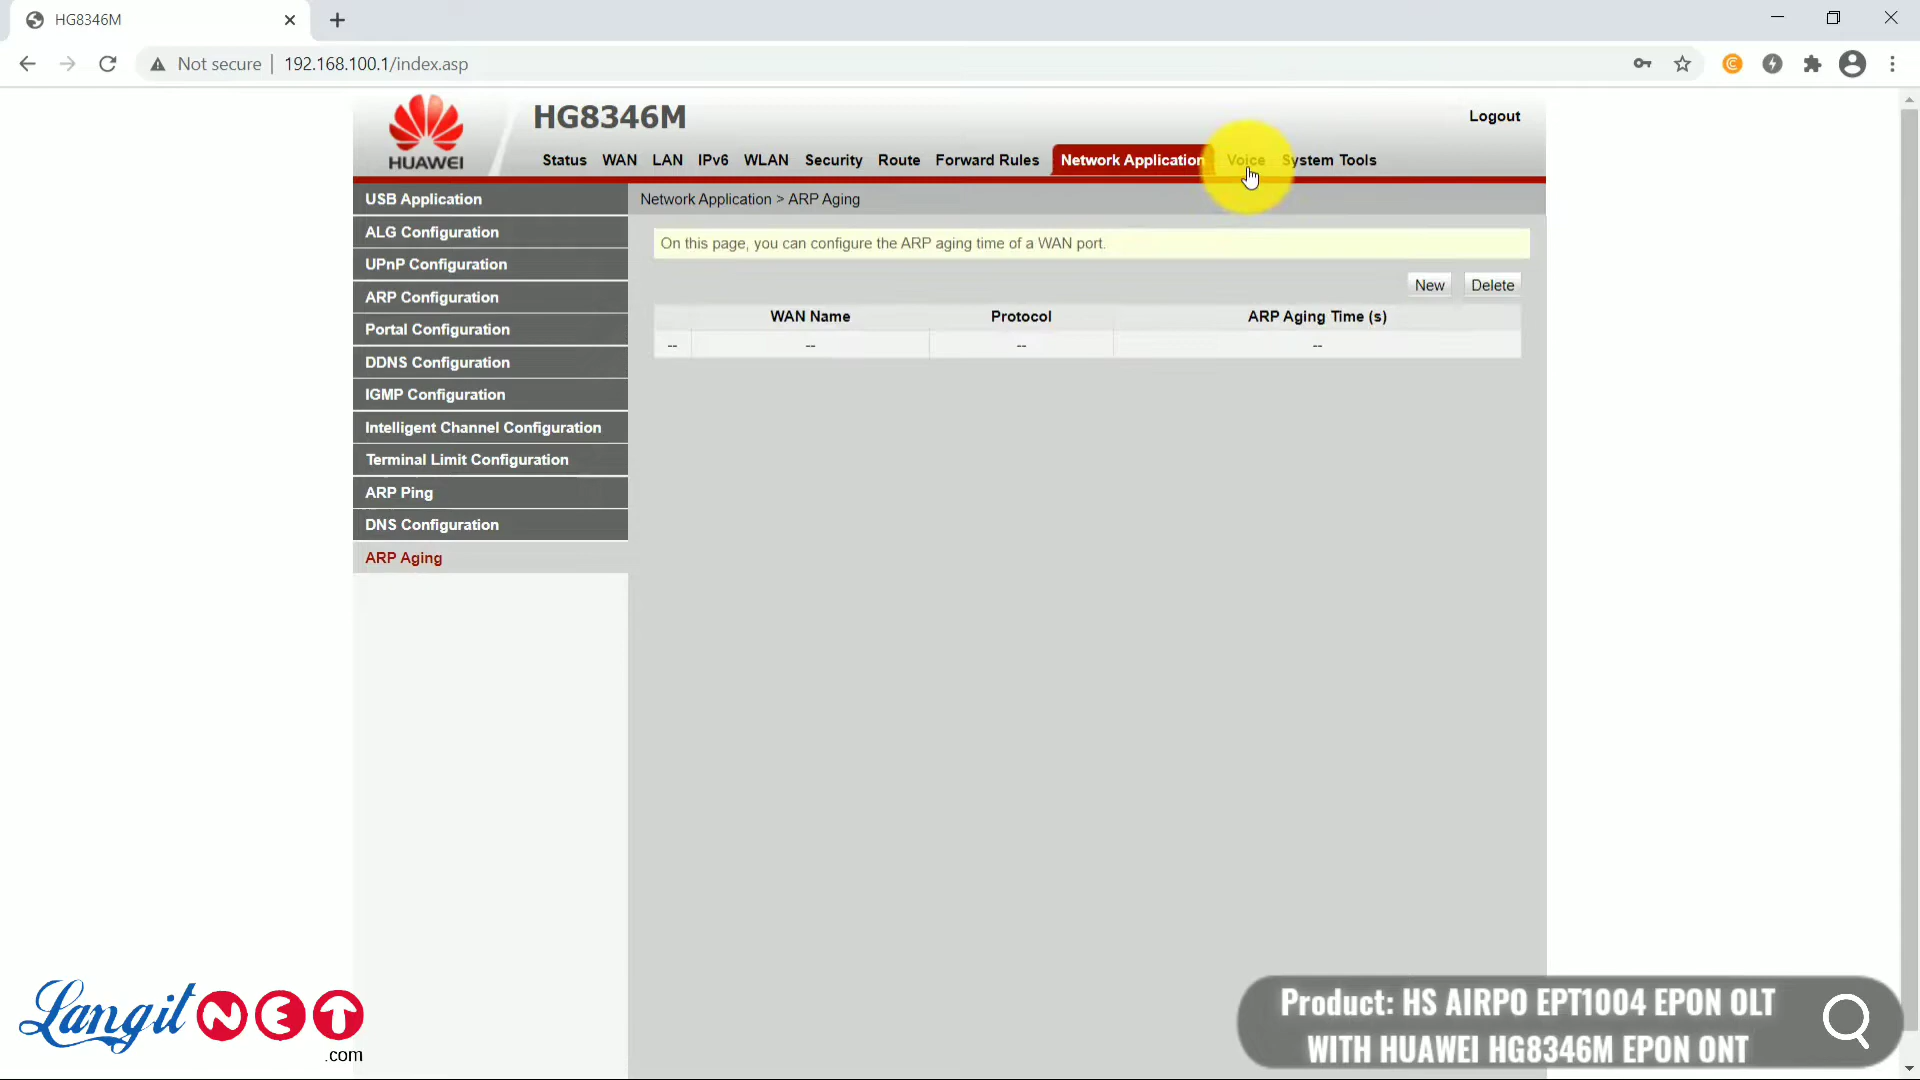 HG8346M
Not secure | 192.168.100.1/index.asp
HUAWEI
HG8346M
Logout
Status WAN LAN IPv6 WLAN Security Route Forward Rules Network Application Voice System Tools
USB Application
ALG Configuration
UPnP Configuration
ARP Configuration
Portal Configuration
DDNS Configuration
IGMP Configuration
Intelligent Channel Configuration
Terminal Limit Configuration
ARP Ping
DNS Configuration
ARP Aging
Network Application > ARP Aging
On this page, you can configure the ARP aging time of a WAN port.
New Delete
WAN Name Protocol ARP Aging Time (s)
-- -- -- --
Langit NET
.com
Product: HS AIRPO EPT1004 EPON OLT
WITH HUAWEI HG8346M EPON ONT